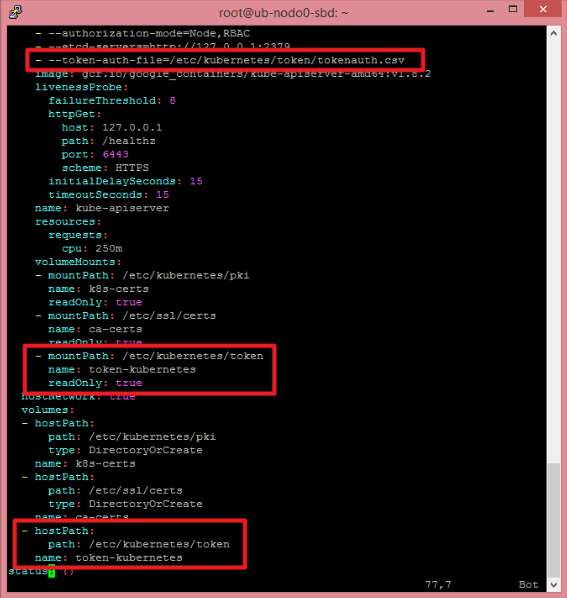 root@ub-nodo0-sbd: ~
- --authorization-mode=Node,RBAC
- --etcd-servers=http://127.0.0.1:2379
- --token-auth-file=/etc/kubernetes/token/tokenauth.csv
image: gcr.io/google_containers/kube-apiserver-amd64:v1.8.2
livenessProbe:
failureThreshold: 8
httpGet:
host: 127.0.0.1
path: /healthz
port: 6443
scheme: HTTPS
initialDelaySeconds: 15
timeoutSeconds: 15
name: kube-apiserver
resources:
requests:
cpu: 250m
volumeMounts:
- mountPath: /etc/kubernetes/pki
name: k8s-certs
readOnly: true
- mountPath: /etc/ssl/certs
name: ca-certs
readOnly: true
- mountPath: /etc/kubernetes/token
name: token-kubernetes
readOnly: true
hostNetwork: true
volumes:
- hostPath:
path: /etc/kubernetes/pki
type: DirectoryOrCreate
name: k8s-certs
- hostPath:
path: /etc/ssl/certs
type: DirectoryOrCreate
name: ca-certs
- hostPath:
path: /etc/kubernetes/token
name: token-kubernetes
status: {}
77,7 Bot